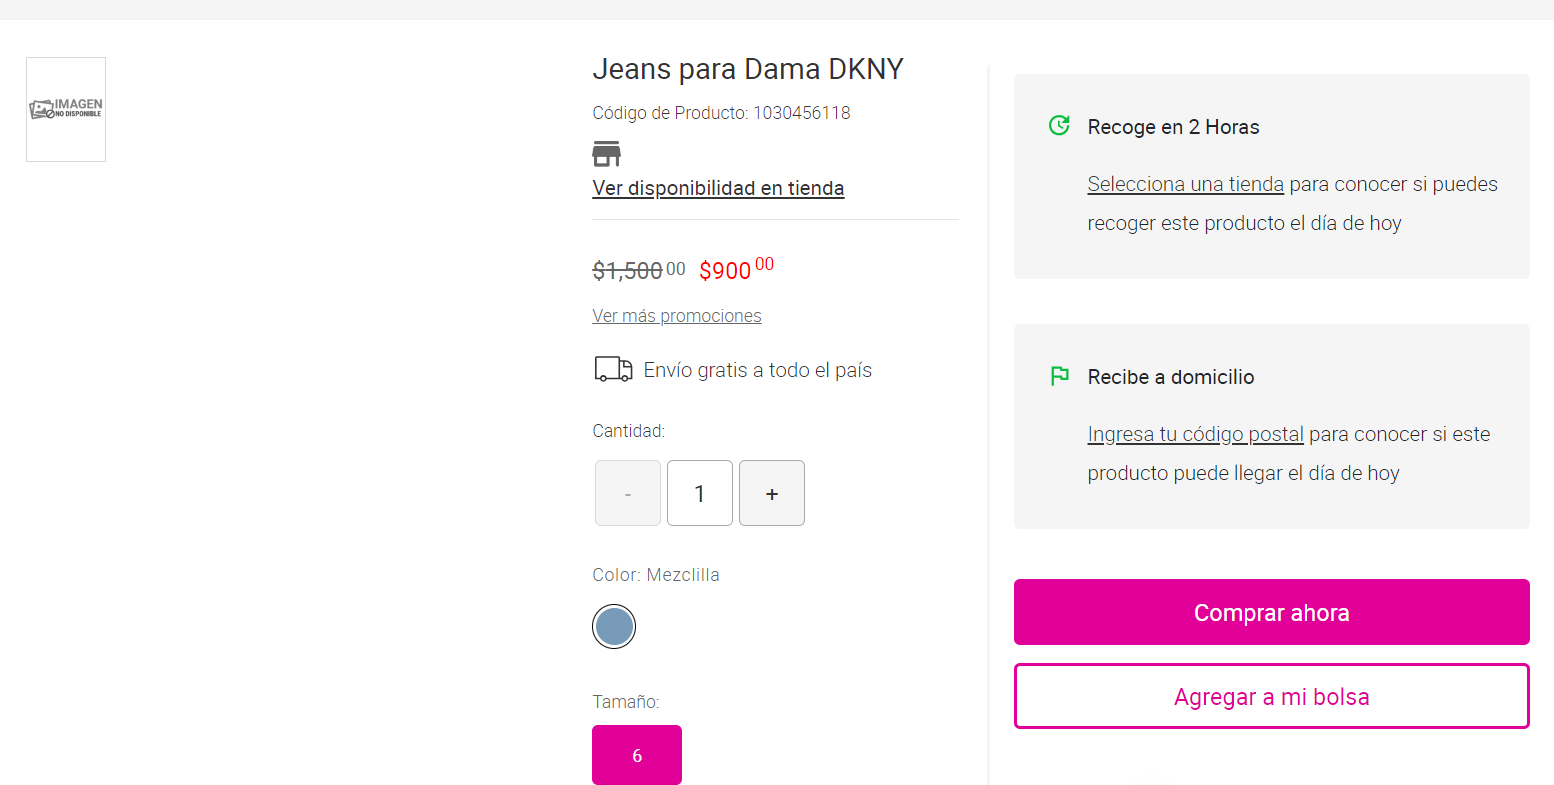 IMAGEN
NO DISPONIBLE
Jeans para Dama DKNY
Código de Producto: 1030456118
Ver disponibilidad en tienda
$1,500 00 $900 00
Ver más promociones
Envío gratis a todo el país
Cantidad:
- 1 +
Color: Mezclilla
Tamaño:
6
Recoge en 2 Horas
Selecciona una tienda para conocer si puedes
recoger este producto el día de hoy
Recibe a domicilio
Ingresa tu código postal para conocer si este
producto puede llegar el día de hoy
Comprar ahora
Agregar a mi bolsa